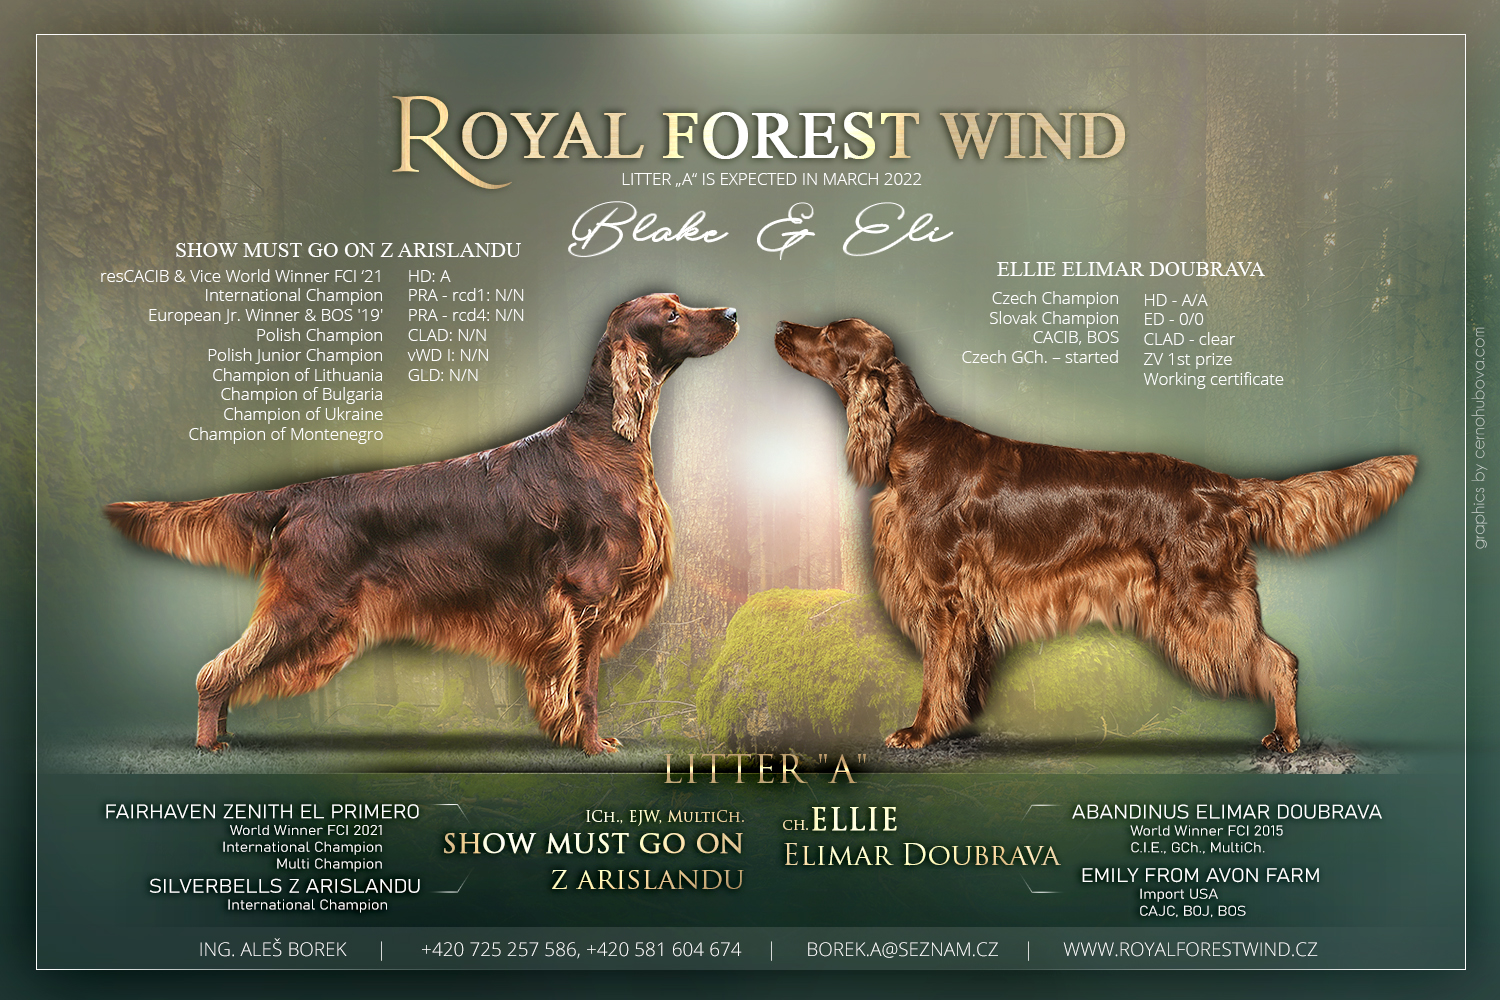 ROYAL FOREST WIND
LITTER „A“ IS EXPECTED IN MARCH 2022
Blake & Eli
SHOW MUST GO ON Z ARISLANDU
resCACIB & Vice World Winner FCI ’21
International Champion
European Jr. Winner & BOS '19'
Polish Champion
Polish Junior Champion
Champion of Lithuania
Champion of Bulgaria
Champion of Ukraine
Champion of Montenegro
HD: A
PRA - rcd1: N/N
PRA - rcd4: N/N
CLAD: N/N
vWD I: N/N
GLD: N/N
ELLIE ELIMAR DOUBRAVA
Czech Champion
Slovak Champion
CACIB, BOS
Czech GCh. – started
HD - A/A
ED - 0/0
CLAD - clear
ZV 1st prize
Working certificate
graphics by cernohubova.com
LITTER "A"
FAIRHAVEN ZENITH EL PRIMERO
World Winner FCI 2021
International Champion
Multi Champion
SILVERBELLS Z ARISLANDU
International Champion
ICH., EJW, MULTICH.
SHOW MUST GO ON
Z ARISLANDU
CH. ELLIE
ELIMAR DOUBRAVA
ABANDINUS ELIMAR DOUBRAVA
World Winner FCI 2015
C.I.E., GCh., MultiCh.
EMILY FROM AVON FARM
Import USA
CAJC, BOJ, BOS
ING. ALEŠ BOREK | +420 725 257 586, +420 581 604 674 | BOREK.A@SEZNAM.CZ | WWW.ROYALFORESTWIND.CZ